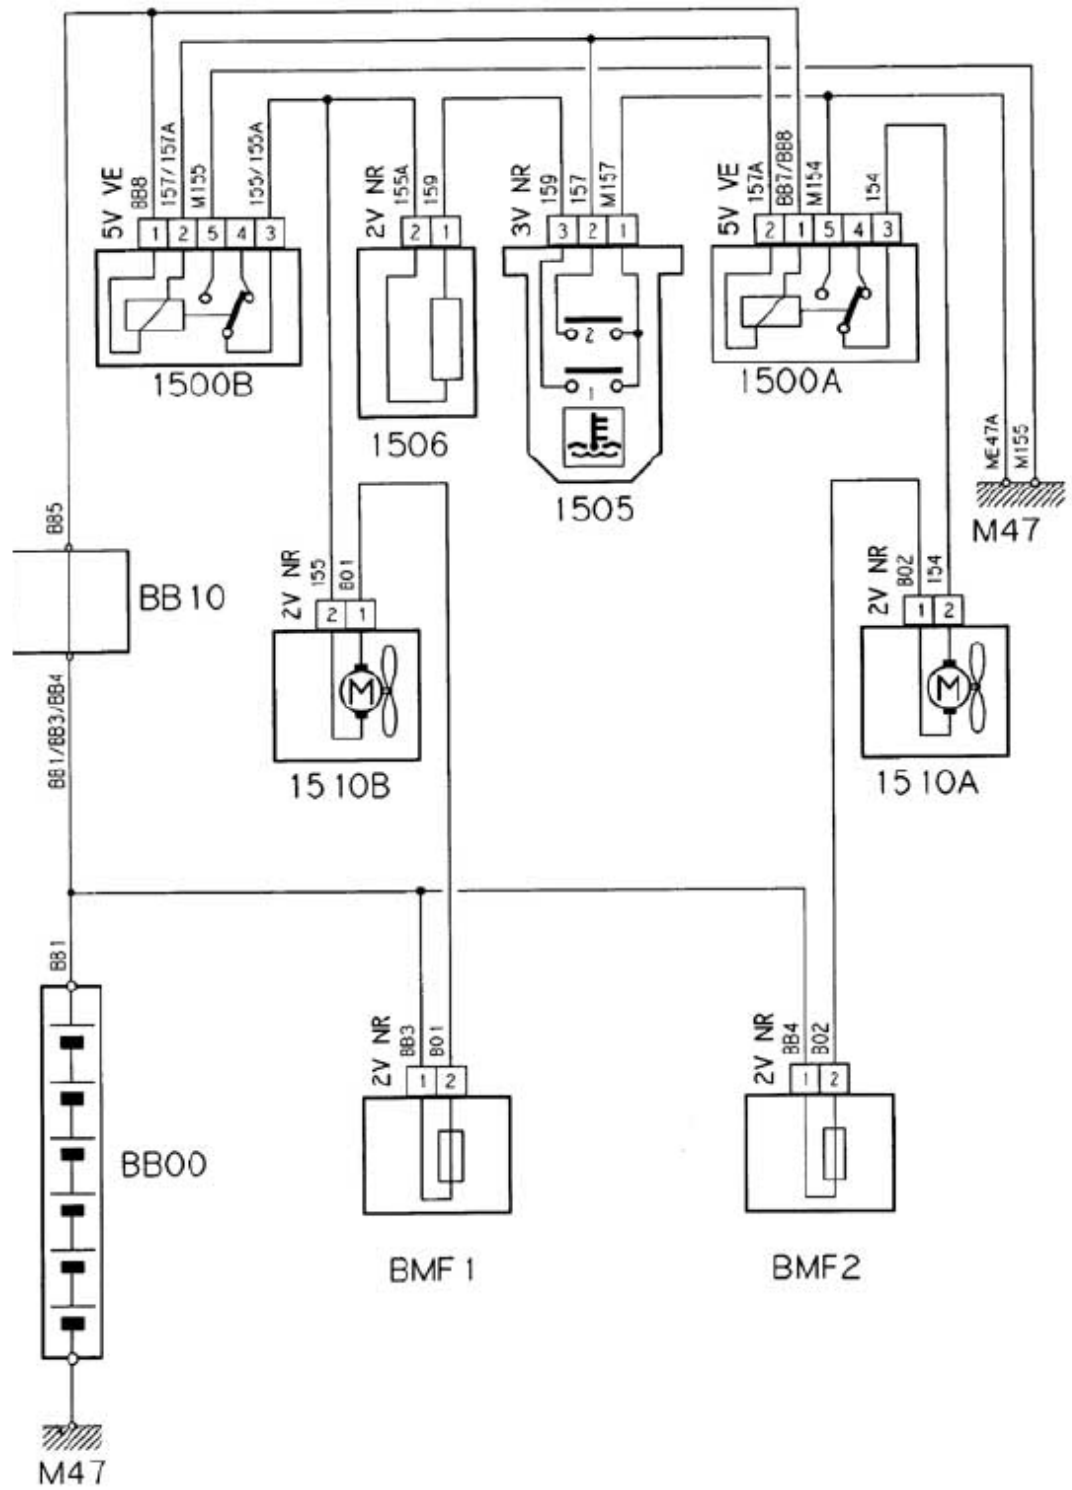 5V VE
BB8
157/157A
M155
155/155A
1 2 5 4 3
1500B
2V NR
155A
159
2 1
1506
3V NR
159
157
M157
3 2 1
2
1
1505
5V VE
157A
BB7/BB8
M154
154
2 1 5 4 3
1500A
ME47A
M155
M47
BB5
BB10
BB1/BB3/BB4
2V NR
155
B01
2 1
M
1510B
2V NR
B02
154
1 2
M
1510A
BB1
BB00
M47
2V NR
BB3
B01
1 2
BMF1
2V NR
BB4
B02
1 2
BMF2